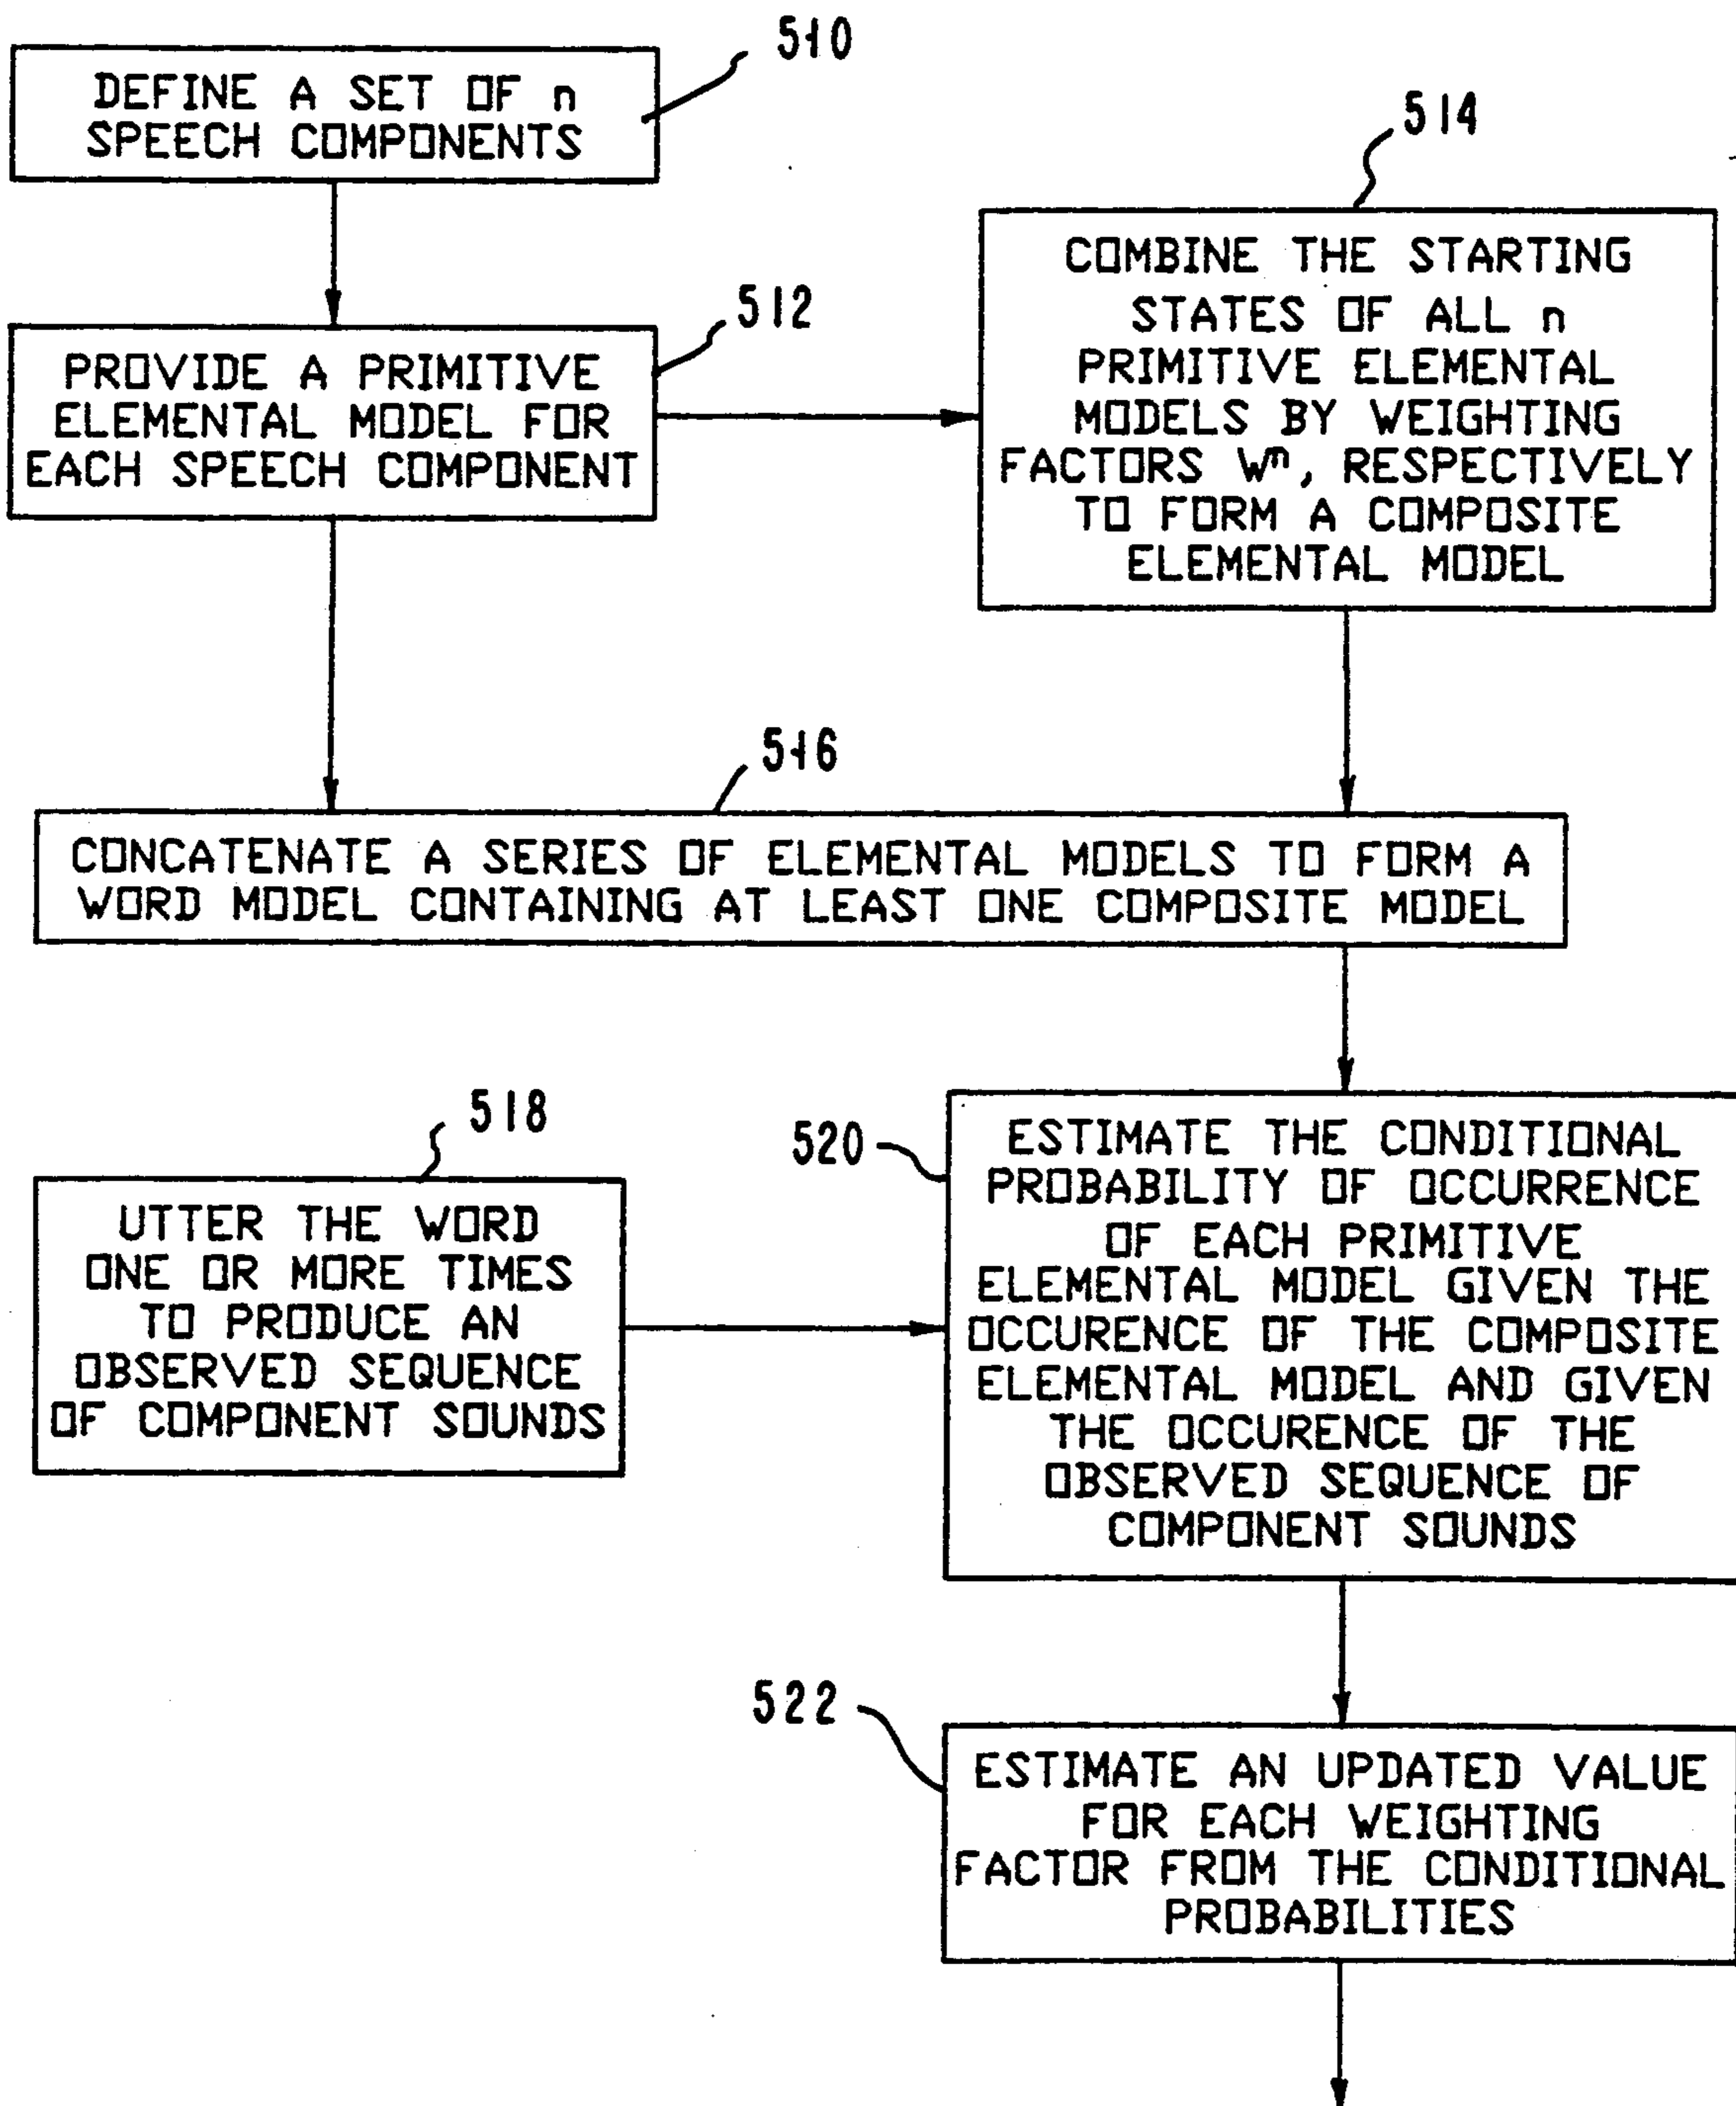 510
DEFINE A SET OF n
SPEECH COMPONENTS
512
PROVIDE A PRIMITIVE
ELEMENTAL MODEL FOR
EACH SPEECH COMPONENT
514
COMBINE THE STARTING
STATES OF ALL n
PRIMITIVE ELEMENTAL
MODELS BY WEIGHTING
FACTORS Wⁿ, RESPECTIVELY
TO FORM A COMPOSITE
ELEMENTAL MODEL
516
CONCATENATE A SERIES OF ELEMENTAL MODELS TO FORM A
WORD MODEL CONTAINING AT LEAST ONE COMPOSITE MODEL
518
UTTER THE WORD
ONE OR MORE TIMES
TO PRODUCE AN
OBSERVED SEQUENCE
OF COMPONENT SOUNDS
520
ESTIMATE THE CONDITIONAL
PROBABILITY OF OCCURRENCE
OF EACH PRIMITIVE
ELEMENTAL MODEL GIVEN THE
OCCURENCE OF THE COMPOSITE
ELEMENTAL MODEL AND GIVEN
THE OCCURENCE OF THE
OBSERVED SEQUENCE OF
COMPONENT SOUNDS
522
ESTIMATE AN UPDATED VALUE
FOR EACH WEIGHTING
FACTOR FROM THE CONDITIONAL
PROBABILITIES